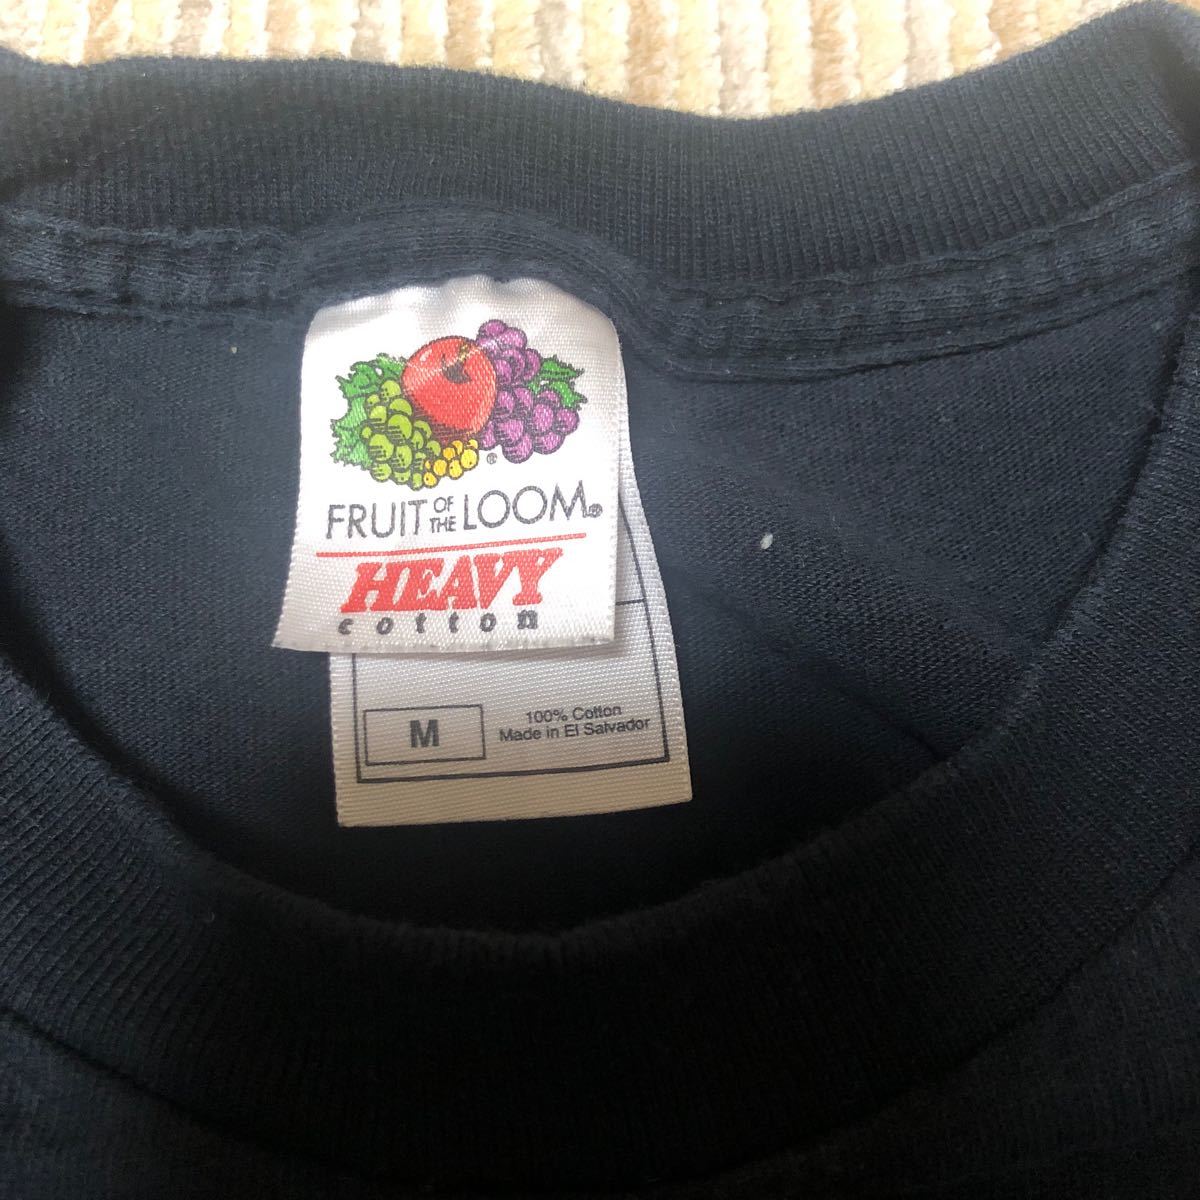 FRUIT OF THE LOOM®
HEAVY
cotton
M
100% Cotton
Made in El Salvador